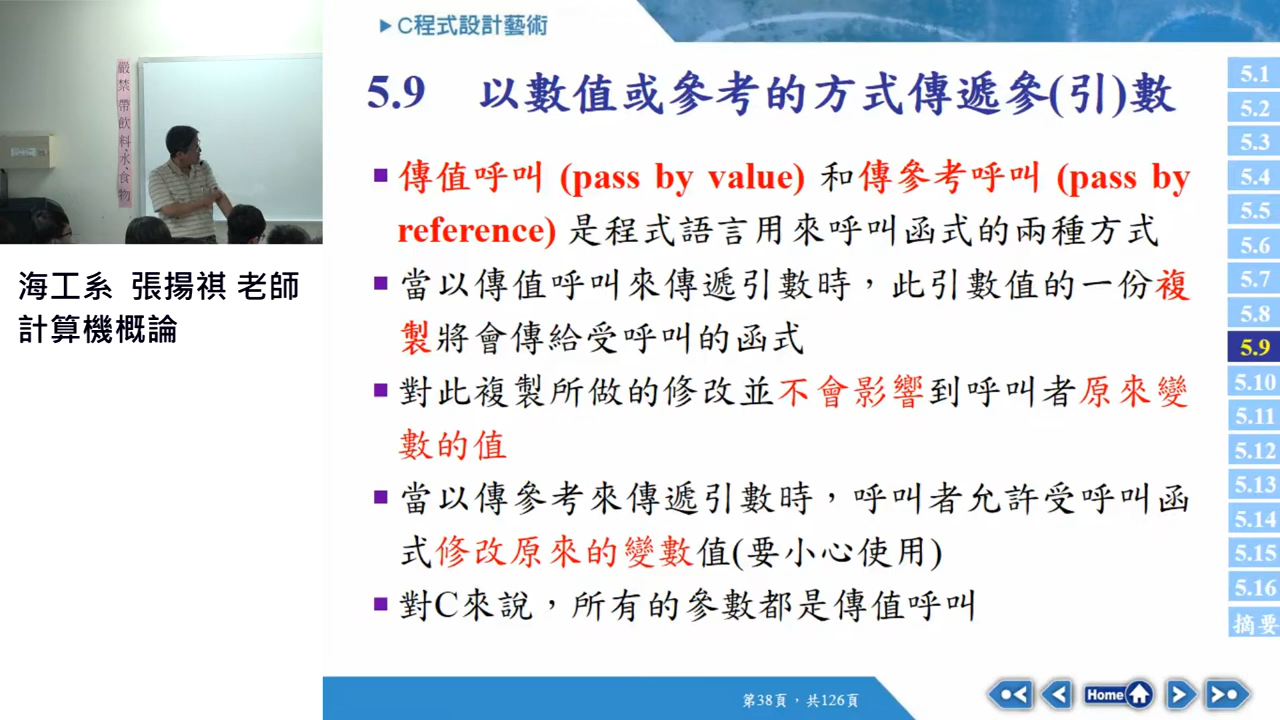 嚴禁帶飲料、水、食物
海工系 張揚祺 老師
計算機概論
C程式設計藝術
5.9 以數值或參考的方式傳遞參(引)數
■ 傳值呼叫 (pass by value) 和傳參考呼叫 (pass by
reference) 是程式語言用來呼叫函式的兩種方式
■ 當以傳值呼叫來傳遞引數時，此引數值的一份複
製將會傳給受呼叫的函式
■ 對此複製所做的修改並不會影響到呼叫者原來變
數的值
■ 當以傳參考來傳遞引數時，呼叫者允許受呼叫函
式修改原來的變數值(要小心使用)
■ 對C來說，所有的參數都是傳值呼叫
5.1
5.2
5.3
5.4
5.5
5.6
5.7
5.8
5.9
5.10
5.11
5.12
5.13
5.14
5.15
5.16
摘要
第38頁，共126頁
Home